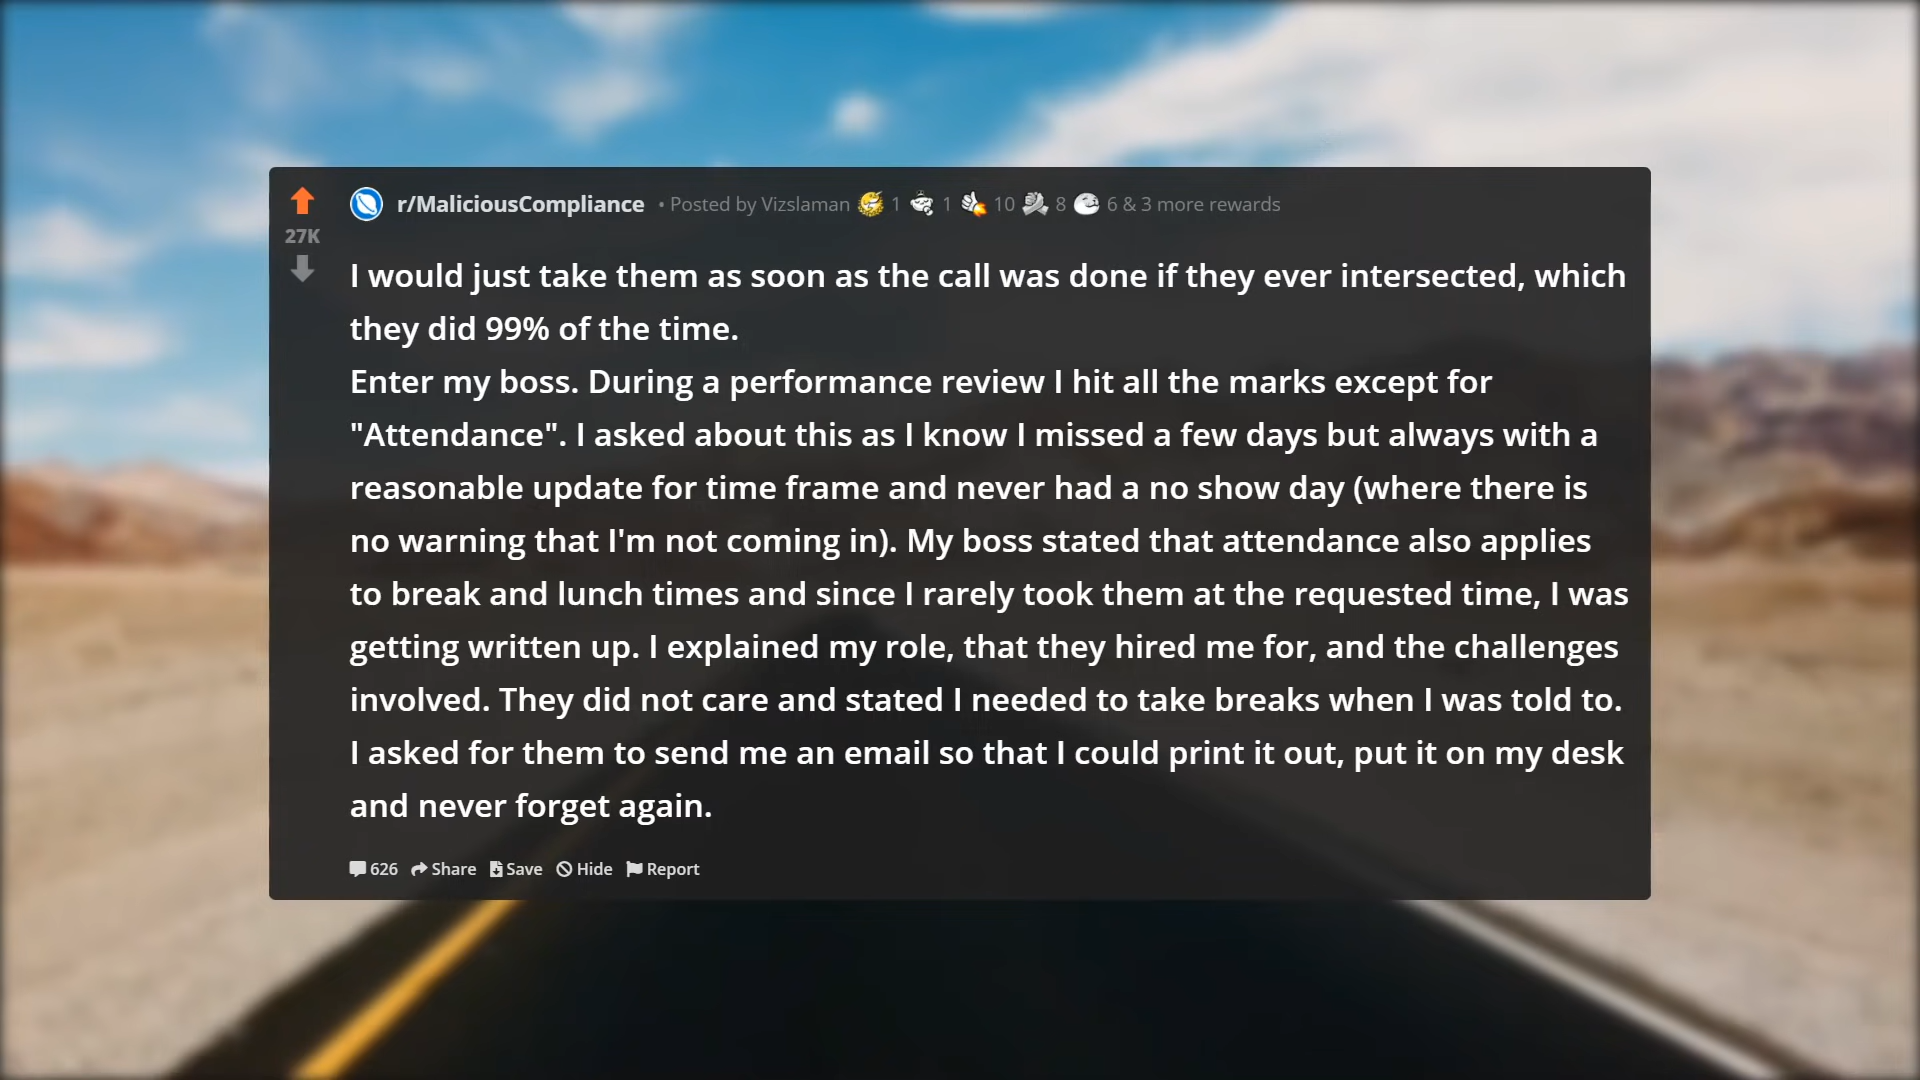 r/MaliciousCompliance • Posted by Vizslaman 1 1 10 8 6 & 3 more rewards
27K
I would just take them as soon as the call was done if they ever intersected, which
they did 99% of the time.
Enter my boss. During a performance review I hit all the marks except for
"Attendance". I asked about this as I know I missed a few days but always with a
reasonable update for time frame and never had a no show day (where there is
no warning that I'm not coming in). My boss stated that attendance also applies
to break and lunch times and since I rarely took them at the requested time, I was
getting written up. I explained my role, that they hired me for, and the challenges
involved. They did not care and stated I needed to take breaks when I was told to.
I asked for them to send me an email so that I could print it out, put it on my desk
and never forget again.
626 Share Save Hide Report